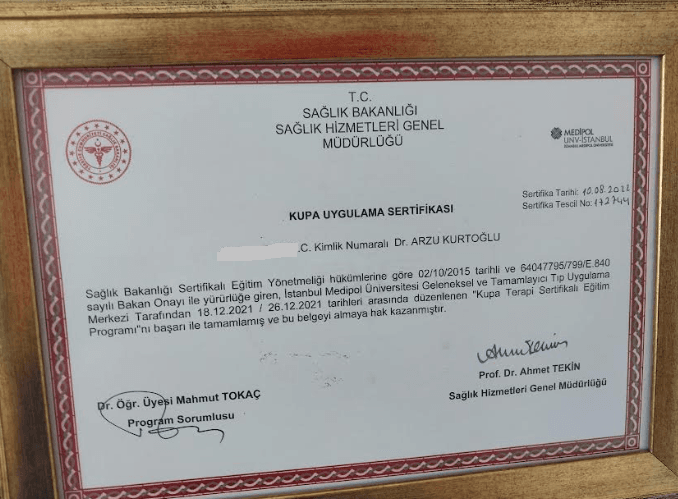 T.C.
SAĞLIK BAKANLIĞI
SAĞLIK HİZMETLERİ GENEL
MÜDÜRLÜĞÜ
MEDİPOL
UNV-İSTANBUL
Sertifika Tarihi: 10.08.2022
Sertifika Tescil No: 172744
KUPA UYGULAMA SERTİFİKASI
.C. Kimlik Numaralı Dr. ARZU KURTOĞLU
Sağlık Bakanlığı Sertifikalı Eğitim Yönetmeliği hükümlerine göre 02/10/2015 tarihli ve 64047795/799/E.840
sayılı Bakan Onayı ile yürürlüğe giren, İstanbul Medipol Üniversitesi Geleneksel ve Tamamlayıcı Tıp Uygulama
Merkezi Tarafından 18.12.2021 / 26.12.2021 tarihleri arasında düzenlenen "Kupa Terapi Sertifikalı Eğitim
Programı"nı başarı ile tamamlamış ve bu belgeyi almaya hak kazanmıştır.
Dr. Öğr. Üyesi Mahmut TOKAÇ
Program Sorumlusu
Prof. Dr. Ahmet TEKİN
Sağlık Hizmetleri Genel Müdürlüğü